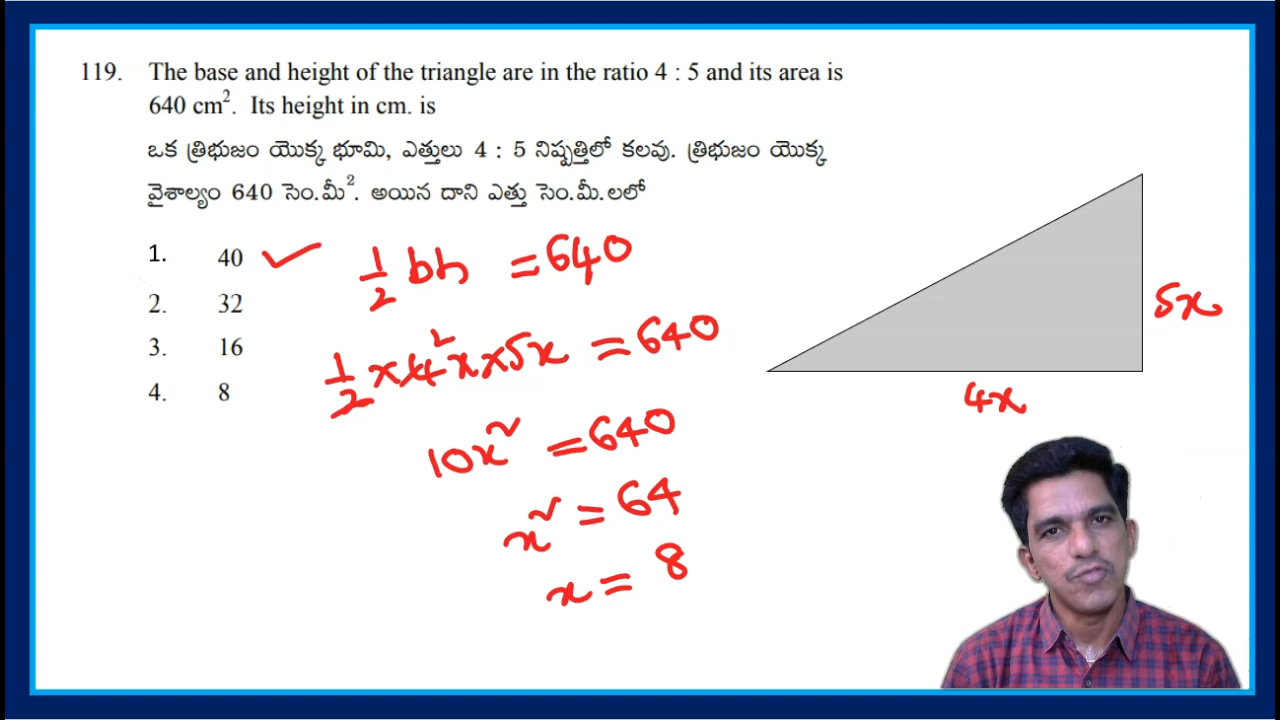 119. The base and height of the triangle are in the ratio 4 : 5 and its area is
640 cm². Its height in cm. is
ఒక త్రిభుజం యొక్క భూమి, ఎత్తులు 4 : 5 నిష్పత్తిలో కలవు. త్రిభుజం యొక్క
వైశాల్యం 640 సెం.మీ². అయిన దాని ఎత్తు సెం.మీ.లలో
1. 40 ✓
2. 32
3. 16
4. 8
1/2 bh = 640
1/2 × 4² x × 5x = 640
10x² = 640
x² = 64
x = 8
5x
4x